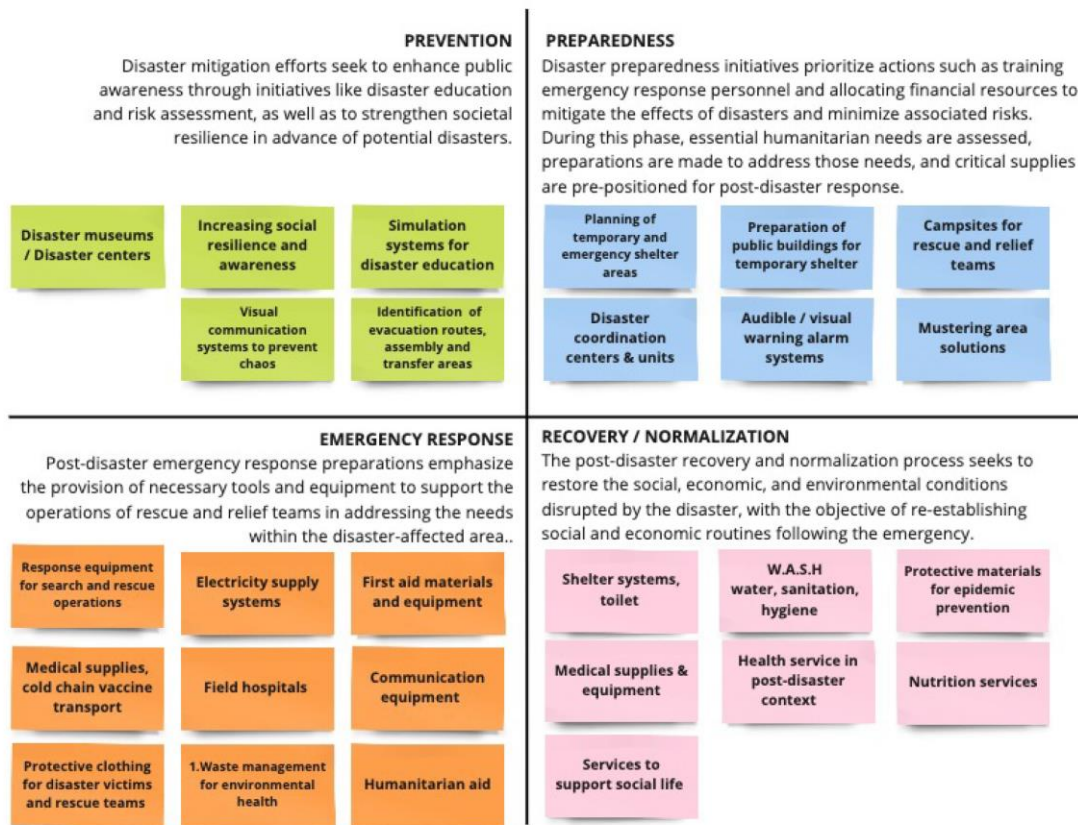 PREVENTION
Disaster mitigation efforts seek to enhance public
awareness through initiatives like disaster education
and risk assessment, as well as to strengthen societal
resilience in advance of potential disasters.
Disaster museums
/ Disaster centers
Increasing social
resilience and
awareness
Simulation
systems for
disaster education
Visual
communication
systems to prevent
chaos
Identification of
evacuation routes,
assembly and
transfer areas
PREPAREDNESS
Disaster preparedness initiatives prioritize actions such as training
emergency response personnel and allocating financial resources to
mitigate the effects of disasters and minimize associated risks.
During this phase, essential humanitarian needs are assessed,
preparations are made to address those needs, and critical supplies
are pre-positioned for post-disaster response.
Planning of
temporary and
emergency shelter
areas
Preparation of
public buildings for
temporary shelter
Campsites for
rescue and relief
teams
Disaster
coordination
centers & units
Audible / visual
warning alarm
systems
Mustering area
solutions
EMERGENCY RESPONSE
Post-disaster emergency response preparations emphasize
the provision of necessary tools and equipment to support the
operations of rescue and relief teams in addressing the needs
within the disaster-affected area..
Response equipment
for search and rescue
operations
Electricity supply
systems
First aid materials
and equipment
Medical supplies,
cold chain vaccine
transport
Field hospitals
Communication
equipment
Protective clothing
for disaster victims
and rescue teams
1.Waste management
for environmental
health
Humanitarian aid
RECOVERY / NORMALIZATION
The post-disaster recovery and normalization process seeks to
restore the social, economic, and environmental conditions
disrupted by the disaster, with the objective of re-establishing
social and economic routines following the emergency.
Shelter systems,
toilet
W.A.S.H
water, sanitation,
hygiene
Protective materials
for epidemic
prevention
Medical supplies &
equipment
Health service in
post-disaster
context
Nutrition services
Services to
support social life